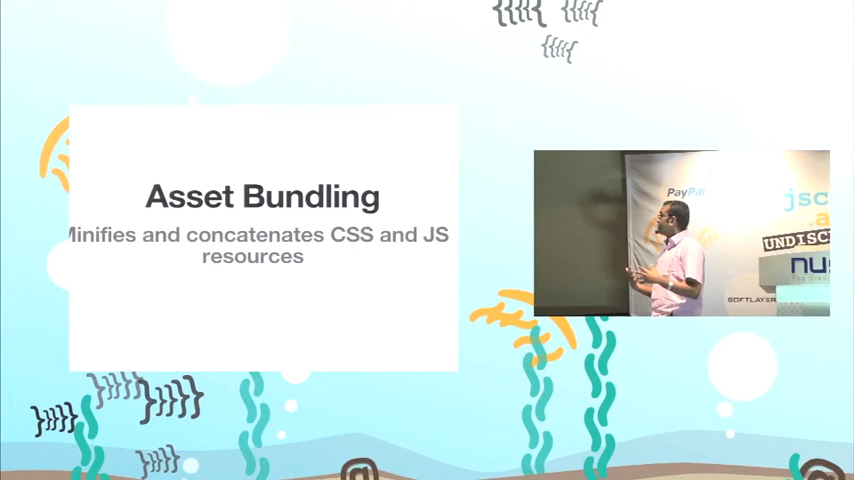 Asset Bundling
Minifies and concatenates CSS and JS
resources
PayPal
jsc
.a
UNDISC
nus
SOFTLAYER